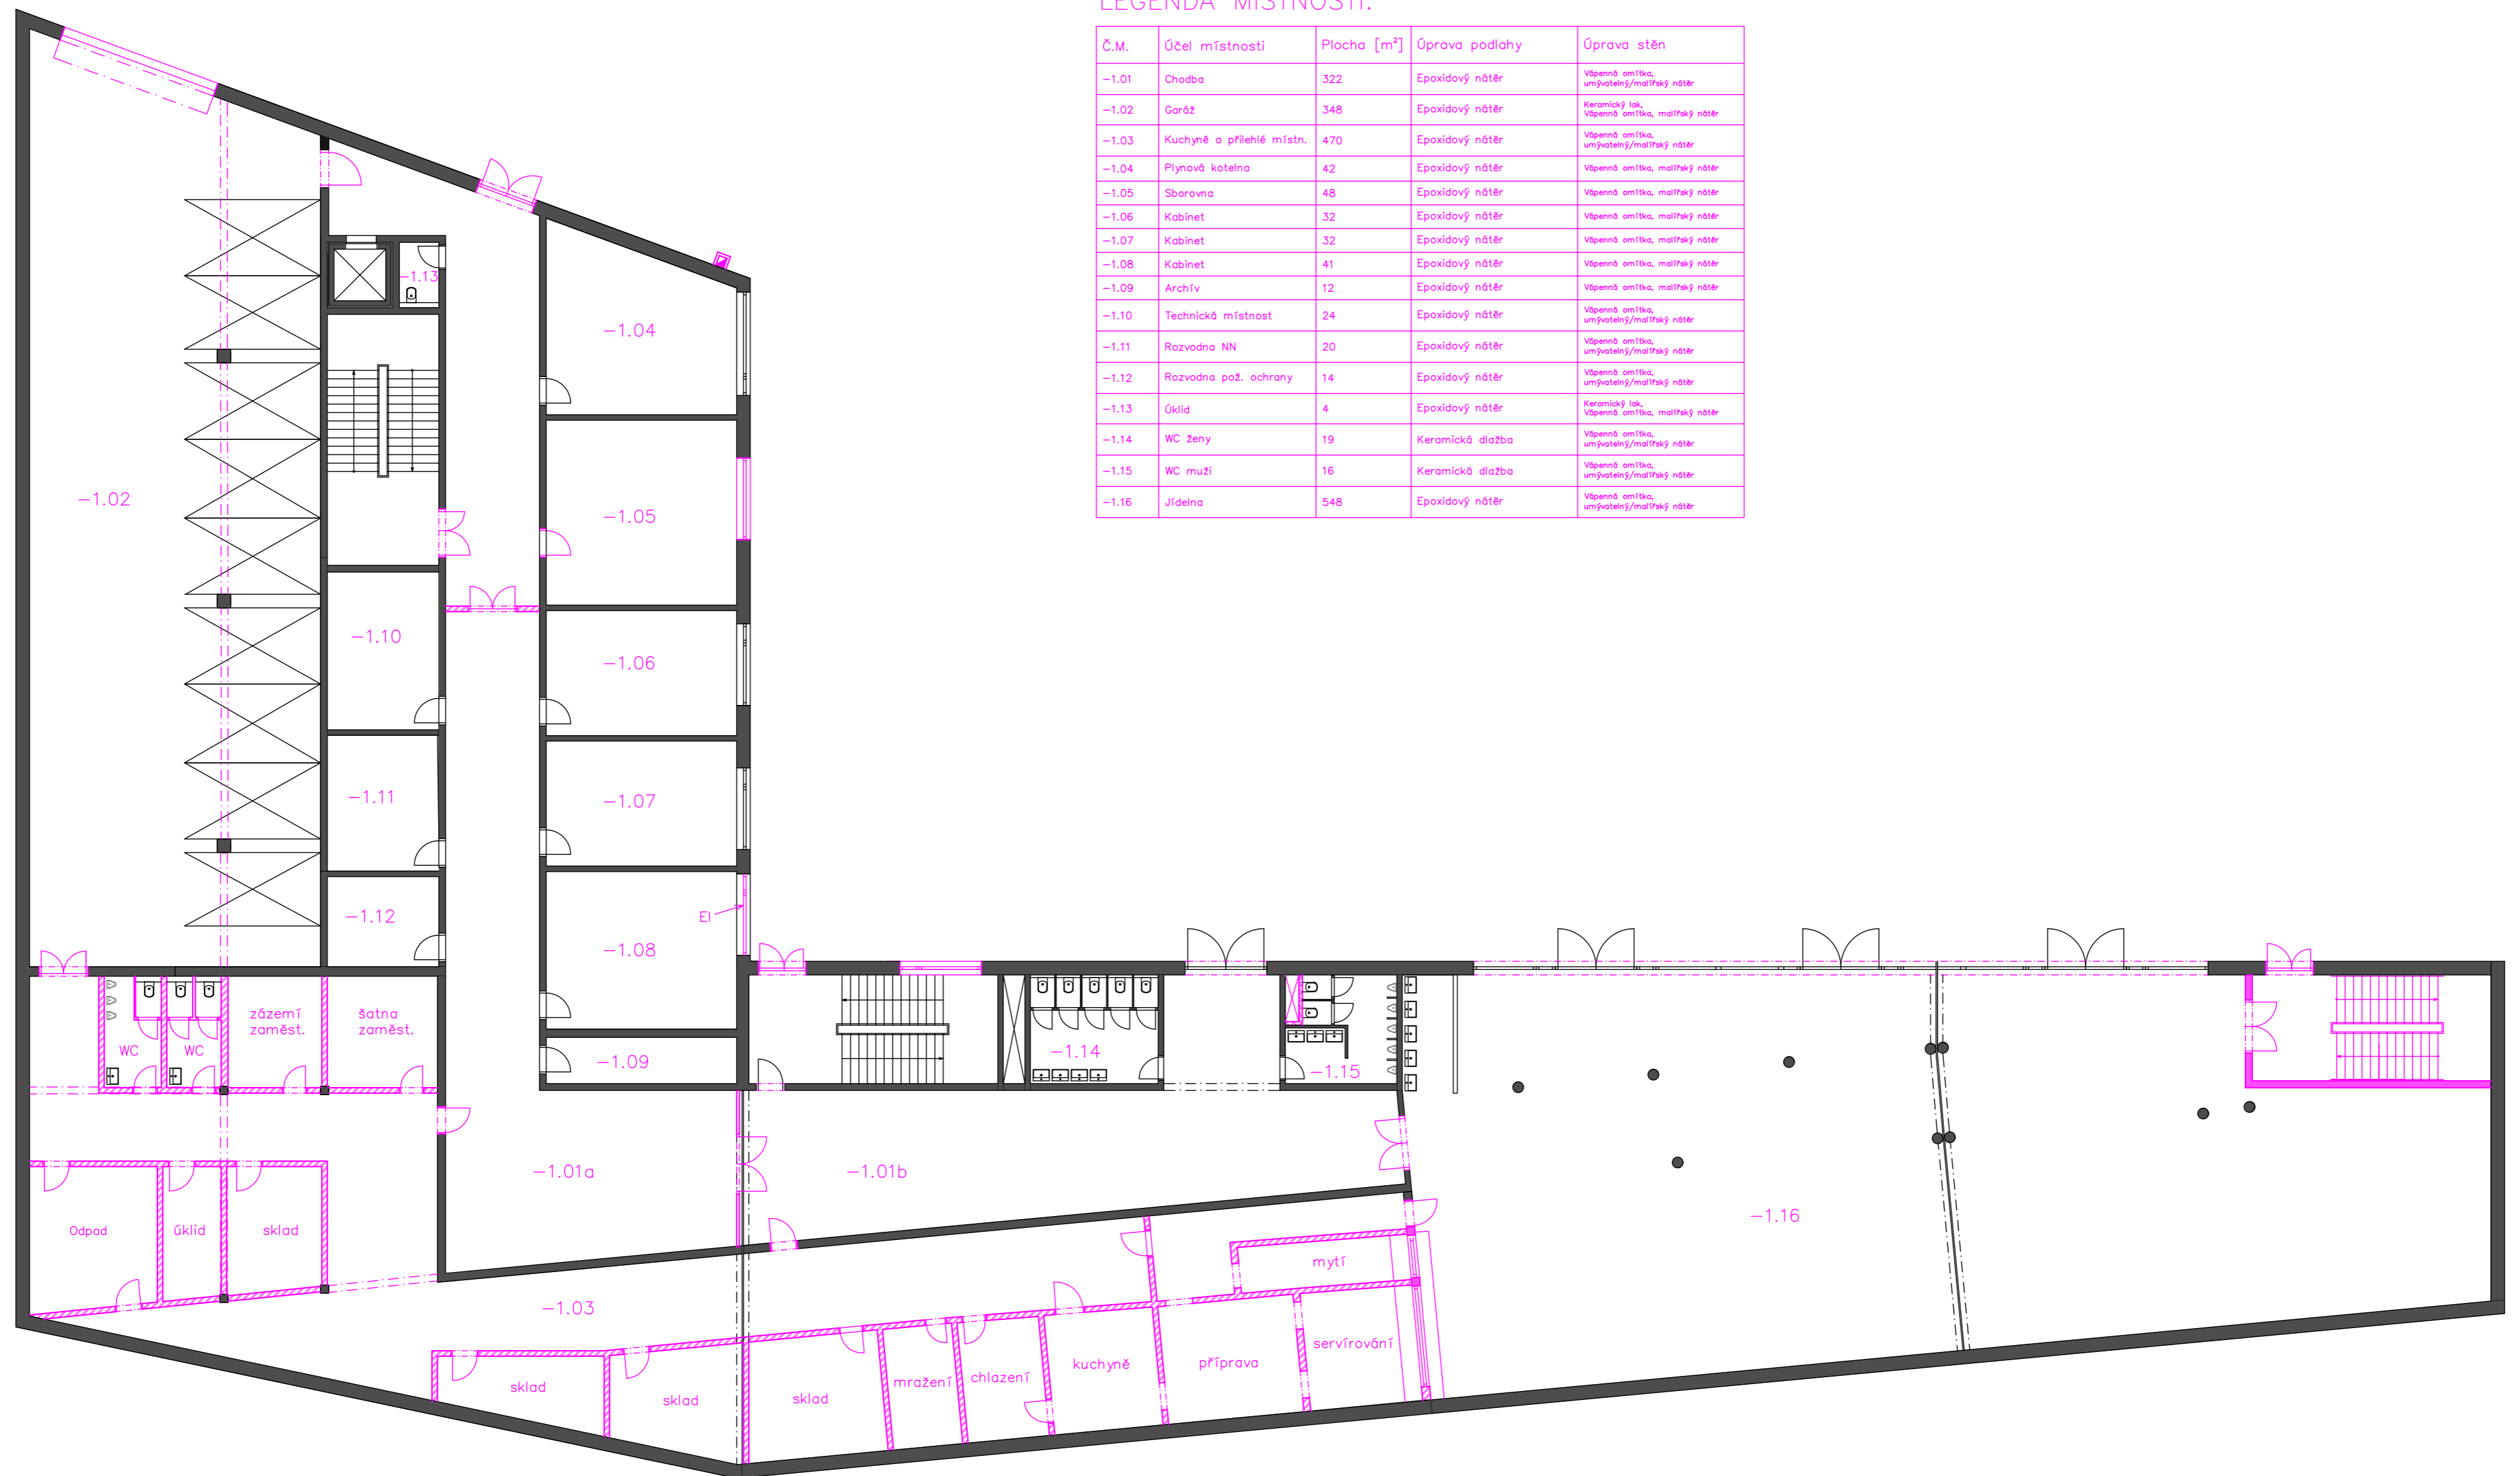 LEGENDA MÍSTNOSTÍ:
Č.M. Účel místnosti Plocha [m²] Úprava podlahy Úprava stěn
-1.01 Chodba 322 Epoxidový nátěr Vápenná omítka,
umývatelný/malířský nátěr
-1.02 Garáž 348 Epoxidový nátěr Keramický lak,
Vápenná omítka, malířský nátěr
-1.03 Kuchyně a přilehlé místn. 470 Epoxidový nátěr Vápenná omítka,
umývatelný/malířský nátěr
-1.04 Plynová kotelna 42 Epoxidový nátěr Vápenná omítka, malířský nátěr
-1.05 Sborovna 48 Epoxidový nátěr Vápenná omítka, malířský nátěr
-1.06 Kabinet 32 Epoxidový nátěr Vápenná omítka, malířský nátěr
-1.07 Kabinet 32 Epoxidový nátěr Vápenná omítka, malířský nátěr
-1.08 Kabinet 41 Epoxidový nátěr Vápenná omítka, malířský nátěr
-1.09 Archív 12 Epoxidový nátěr Vápenná omítka, malířský nátěr
-1.10 Technická místnost 24 Epoxidový nátěr Vápenná omítka,
umývatelný/malířský nátěr
-1.11 Rozvodna NN 20 Epoxidový nátěr Vápenná omítka,
umývatelný/malířský nátěr
-1.12 Rozvodna pož. ochrany 14 Epoxidový nátěr Vápenná omítka,
umývatelný/malířský nátěr
-1.13 Úklid 4 Epoxidový nátěr Keramický lak,
Vápenná omítka, malířský nátěr
-1.14 WC ženy 19 Keramická dlažba Vápenná omítka,
umývatelný/malířský nátěr
-1.15 WC muži 16 Keramická dlažba Vápenná omítka,
umývatelný/malířský nátěr
-1.16 Jídelna 548 Epoxidový nátěr Vápenná omítka,
umývatelný/malířský nátěr
-1.13
-1.04
-1.02
-1.05
-1.10
-1.06
-1.11
-1.07
-1.12
EI
-1.08
zázemí
zaměst.
šatna
zaměst.
WC
WC
-1.09
-1.14
-1.15
-1.01a
-1.01b
-1.16
Odpad
úklid
sklad
mytí
-1.03
servírování
příprava
kuchyně
chlazení
mražení
sklad
sklad
sklad